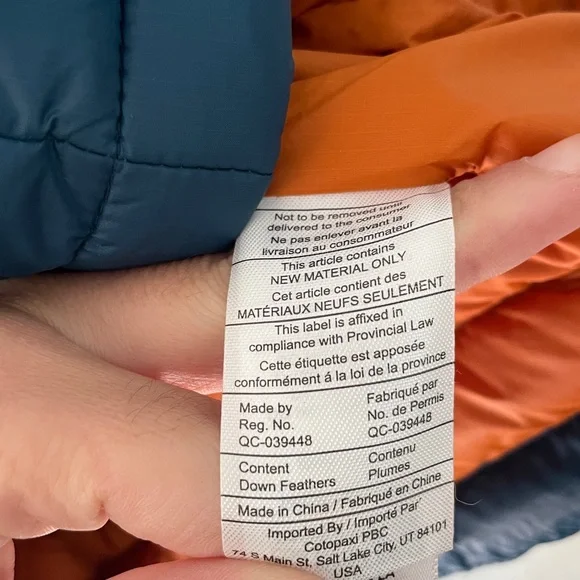 Not to be removed until
delivered to the consumer
Ne pas enlever avant la
livraison au consommateur
This article contains
NEW MATERIAL ONLY
Cet article contient des
MATÉRIAUX NEUFS SEULEMENT
This label is affixed in
compliance with Provincial Law
Cette étiquette est apposée
conformément á la loi de la province
Made by
Reg. No.
QC-039448
Fabriqué par
No. de Permis
QC-039448
Content
Down Feathers
Contenu
Plumes
Made in China / Fabriqué en Chine
Imported By / Importé Par'
Cotopaxi PBC
74 S Main St, Salt Lake City, UT 84101
USA